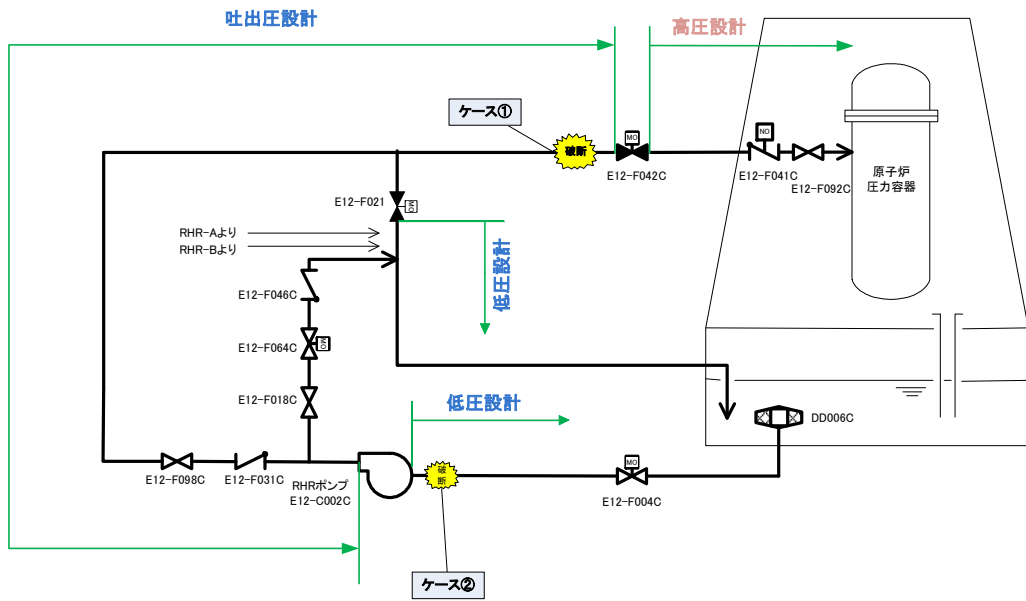 吐出圧設計
高圧設計
ケース①
破断
MO
NO
E12-F042C
E12-F041C
E12-F092C
原子炉
圧力容器
E12-F021
MO
RHR-Aより
RHR-Bより
低圧設計
E12-F046C
E12-F064C
MO
E12-F018C
低圧設計
DD006C
E12-F098C
E12-F031C
RHRポンプ
E12-C002C
破
断
MO
E12-F004C
ケース②